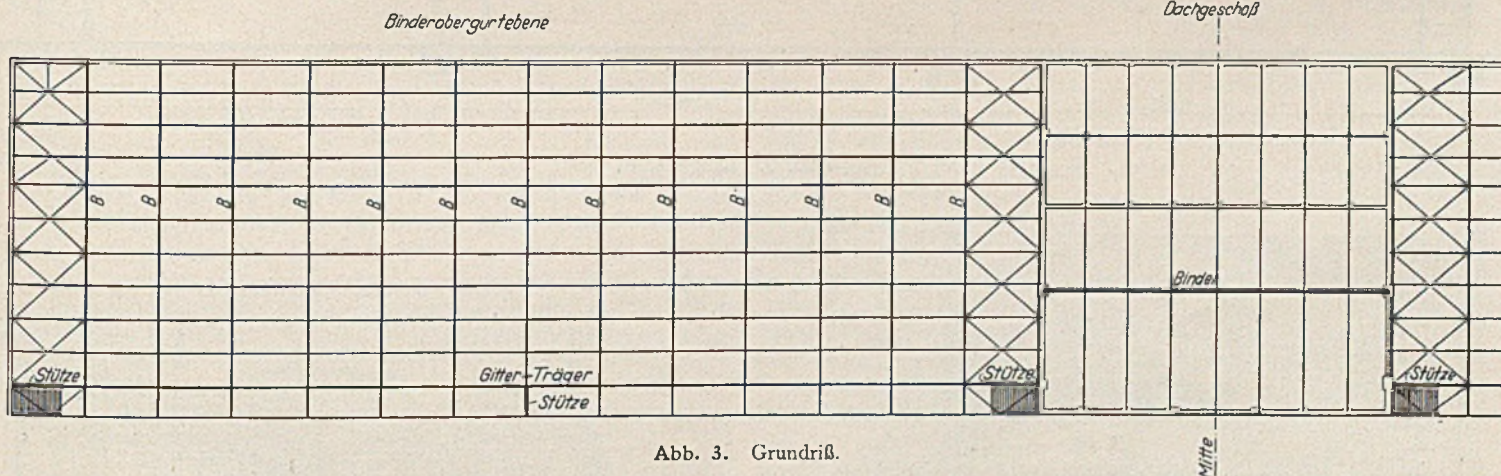 Binderobergurtebene
Dachgeschoß
B B B B B B B B B B B B B
Binder
Stütze
Gitter-Träger
Stütze
Stütze
Stütze
Abb. 3. Grundriß.
Mitte